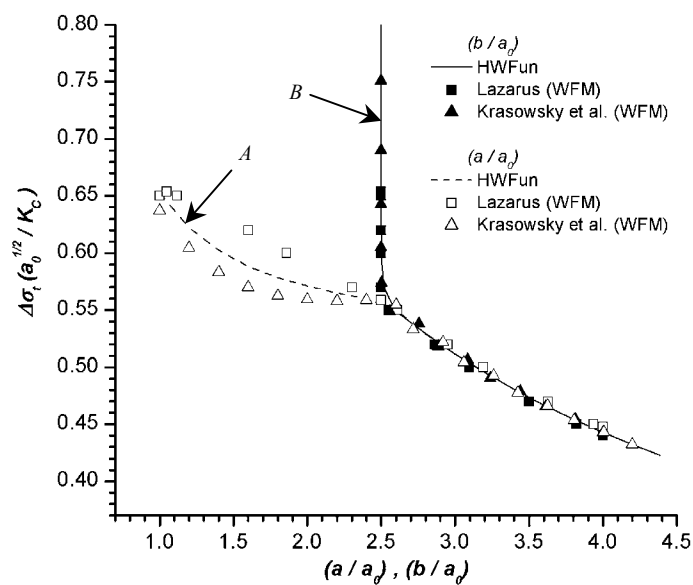 0.80
0.75
0.70
0.65
0.60
0.55
0.50
0.45
0.40
Δσt (a0^1/2 / KC)
A
B
(b / a0)
HWFun
Lazarus (WFM)
Krasowsky et al. (WFM)
(a / a0)
HWFun
Lazarus (WFM)
Krasowsky et al. (WFM)
1.0 1.5 2.0 2.5 3.0 3.5 4.0 4.5
(a / a0) , (b / a0)